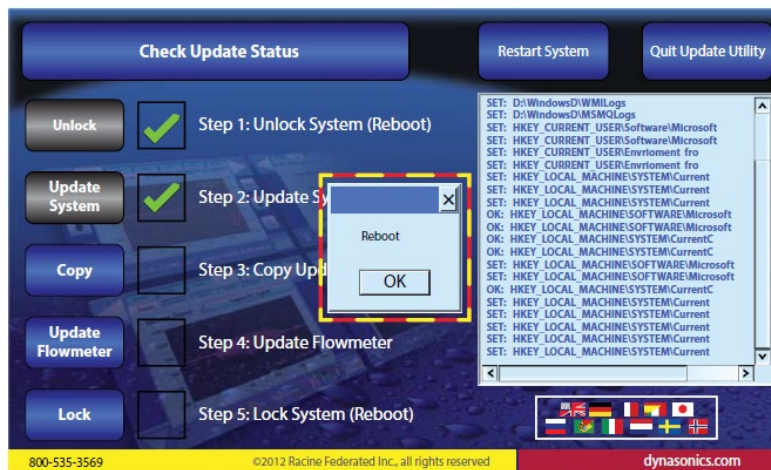 Check Update Status
Restart System
Quit Update Utility
Unlock
Step 1: Unlock System (Reboot)
Update
System
Step 2: Update Sy
Copy
Step 3: Copy Upd
Update
Flowmeter
Step 4: Update Flowmeter
Lock
Step 5: Lock System (Reboot)
Reboot
OK
SET: D:\WindowsD\WMILogs
SET: D:\WindowsD\MSMQLogs
SET: HKEY_CURRENT_USER\Software\Microsoft
SET: HKEY_CURRENT_USER\Software\Microsoft
SET: HKEY_CURRENT_USER\Envrioment fro
SET: HKEY_CURRENT_USER\Envrioment fro
SET: HKEY_LOCAL_MACHINE\SYSTEM\Current
SET: HKEY_LOCAL_MACHINE\SYSTEM\Current
SET: HKEY_LOCAL_MACHINE\SYSTEM\Current
OK: HKEY_LOCAL_MACHINE\SOFTWARE\Microsoft
OK: HKEY_LOCAL_MACHINE\SOFTWARE\Microsoft
OK: HKEY_LOCAL_MACHINE\SYSTEM\CurrentC
OK: HKEY_LOCAL_MACHINE\SYSTEM\CurrentC
SET: HKEY_LOCAL_MACHINE\SOFTWARE\Microsoft
SET: HKEY_LOCAL_MACHINE\SOFTWARE\Microsoft
OK: HKEY_LOCAL_MACHINE\SYSTEM\CurrentC
SET: HKEY_LOCAL_MACHINE\SYSTEM\Current
SET: HKEY_LOCAL_MACHINE\SYSTEM\Current
SET: HKEY_LOCAL_MACHINE\SYSTEM\Current
SET: HKEY_LOCAL_MACHINE\SYSTEM\Current
SET: HKEY_LOCAL_MACHINE\SYSTEM\Current
800-535-3569
©2012 Racine Federated Inc., all rights reserved
dynasonics.com